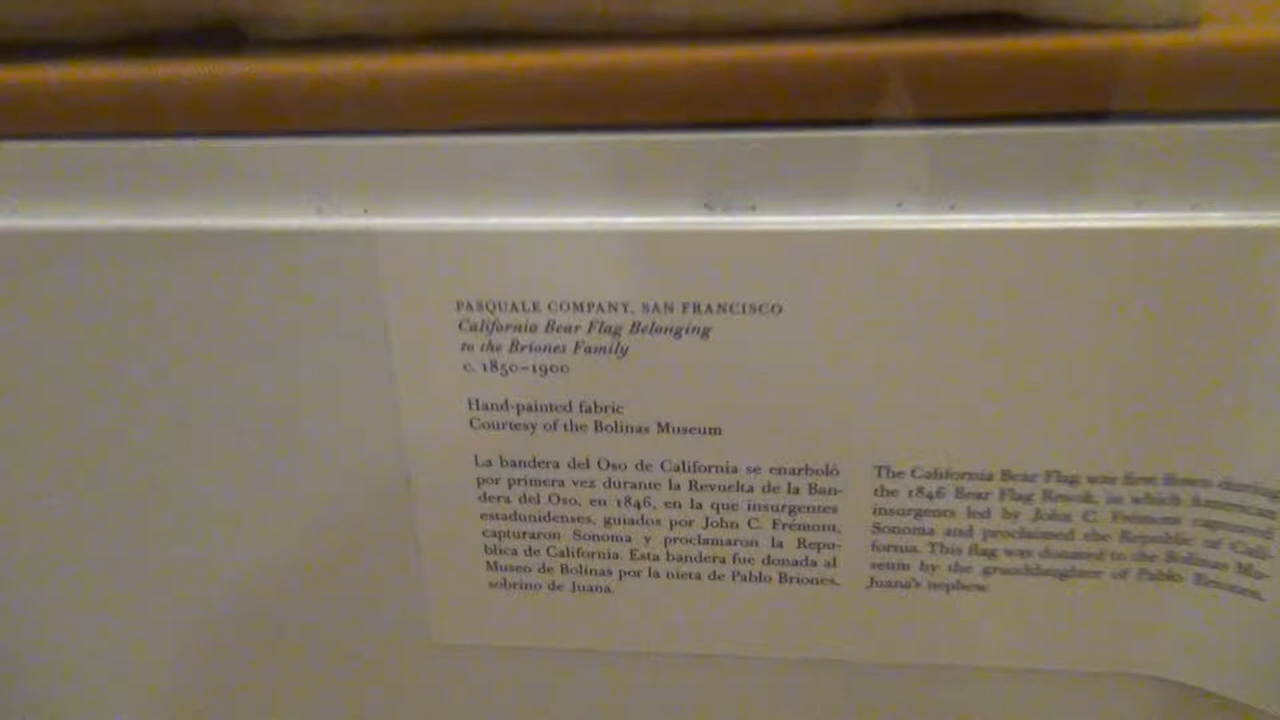 PASQUALE COMPANY, SAN FRANCISCO
California Bear Flag Belonging
to the Briones Family
c. 1850–1900
Hand-painted fabric
Courtesy of the Bolinas Museum
La bandera del Oso de California se enarboló
por primera vez durante la Revuelta de la Ban-
dera del Oso, en 1846, en la que insurgentes
estadunidenses, guiados por John C. Frémont,
capturaron Sonoma y proclamaron la Repu-
blica de California. Esta bandera fue donada al
Museo de Bolinas por la nieta de Pablo Briones,
sobrino de Juana.
The California Bear Flag was first flown during
the 1846 Bear Flag Revolt, in which American
insurgents led by John C. Frémont captured
Sonoma and proclaimed the Republic of Cali-
fornia. This flag was donated to the Bolinas Mu-
seum by the granddaughter of Pablo Briones,
Juana's nephew.